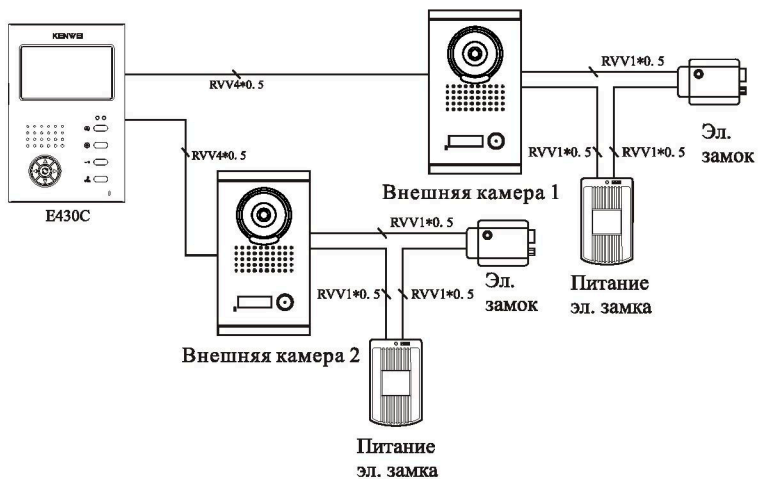 KENWEI
RVV4*0. 5
RVV1*0. 5
Эл.
замок
RVV1*0. 5
RVV1*0. 5
RVV4*0. 5
Внешняя камера 1
E430C
RVV1*0. 5
Эл.
замок
Питание
эл. замка
RVV1*0. 5
RVV1*0. 5
Внешняя камера 2
Питание
эл. замка